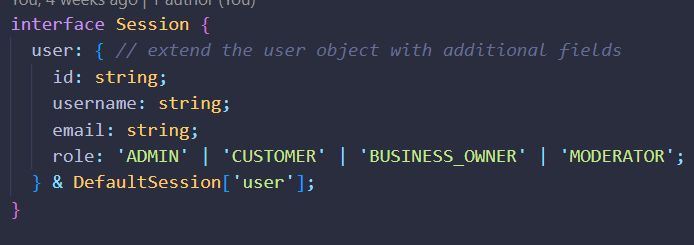 You, 4 weeks ago | 1 author (You)
interface Session {
user: { // extend the user object with additional fields
id: string;
username: string;
email: string;
role: 'ADMIN' | 'CUSTOMER' | 'BUSINESS_OWNER' | 'MODERATOR';
} & DefaultSession['user'];
}